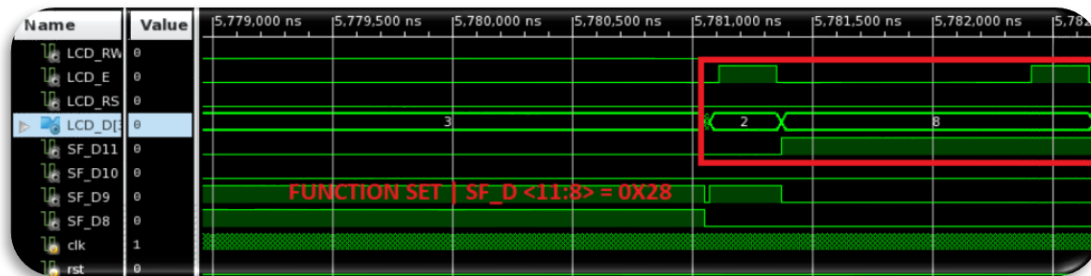 Name Value 5,779,000 ns 5,779,500 ns 5,780,000 ns 5,780,500 ns 5,781,000 ns 5,781,500 ns 5,782,000 ns 5,782
LCD_RW 0
LCD_E 0
LCD_RS 0
LCD_D[3 0 3 2 8
SF_D11 0
SF_D10 0
SF_D9 0 FUNCTION SET | SF_D <11:8> = 0X28
SF_D8 0
clk 1
rst 0